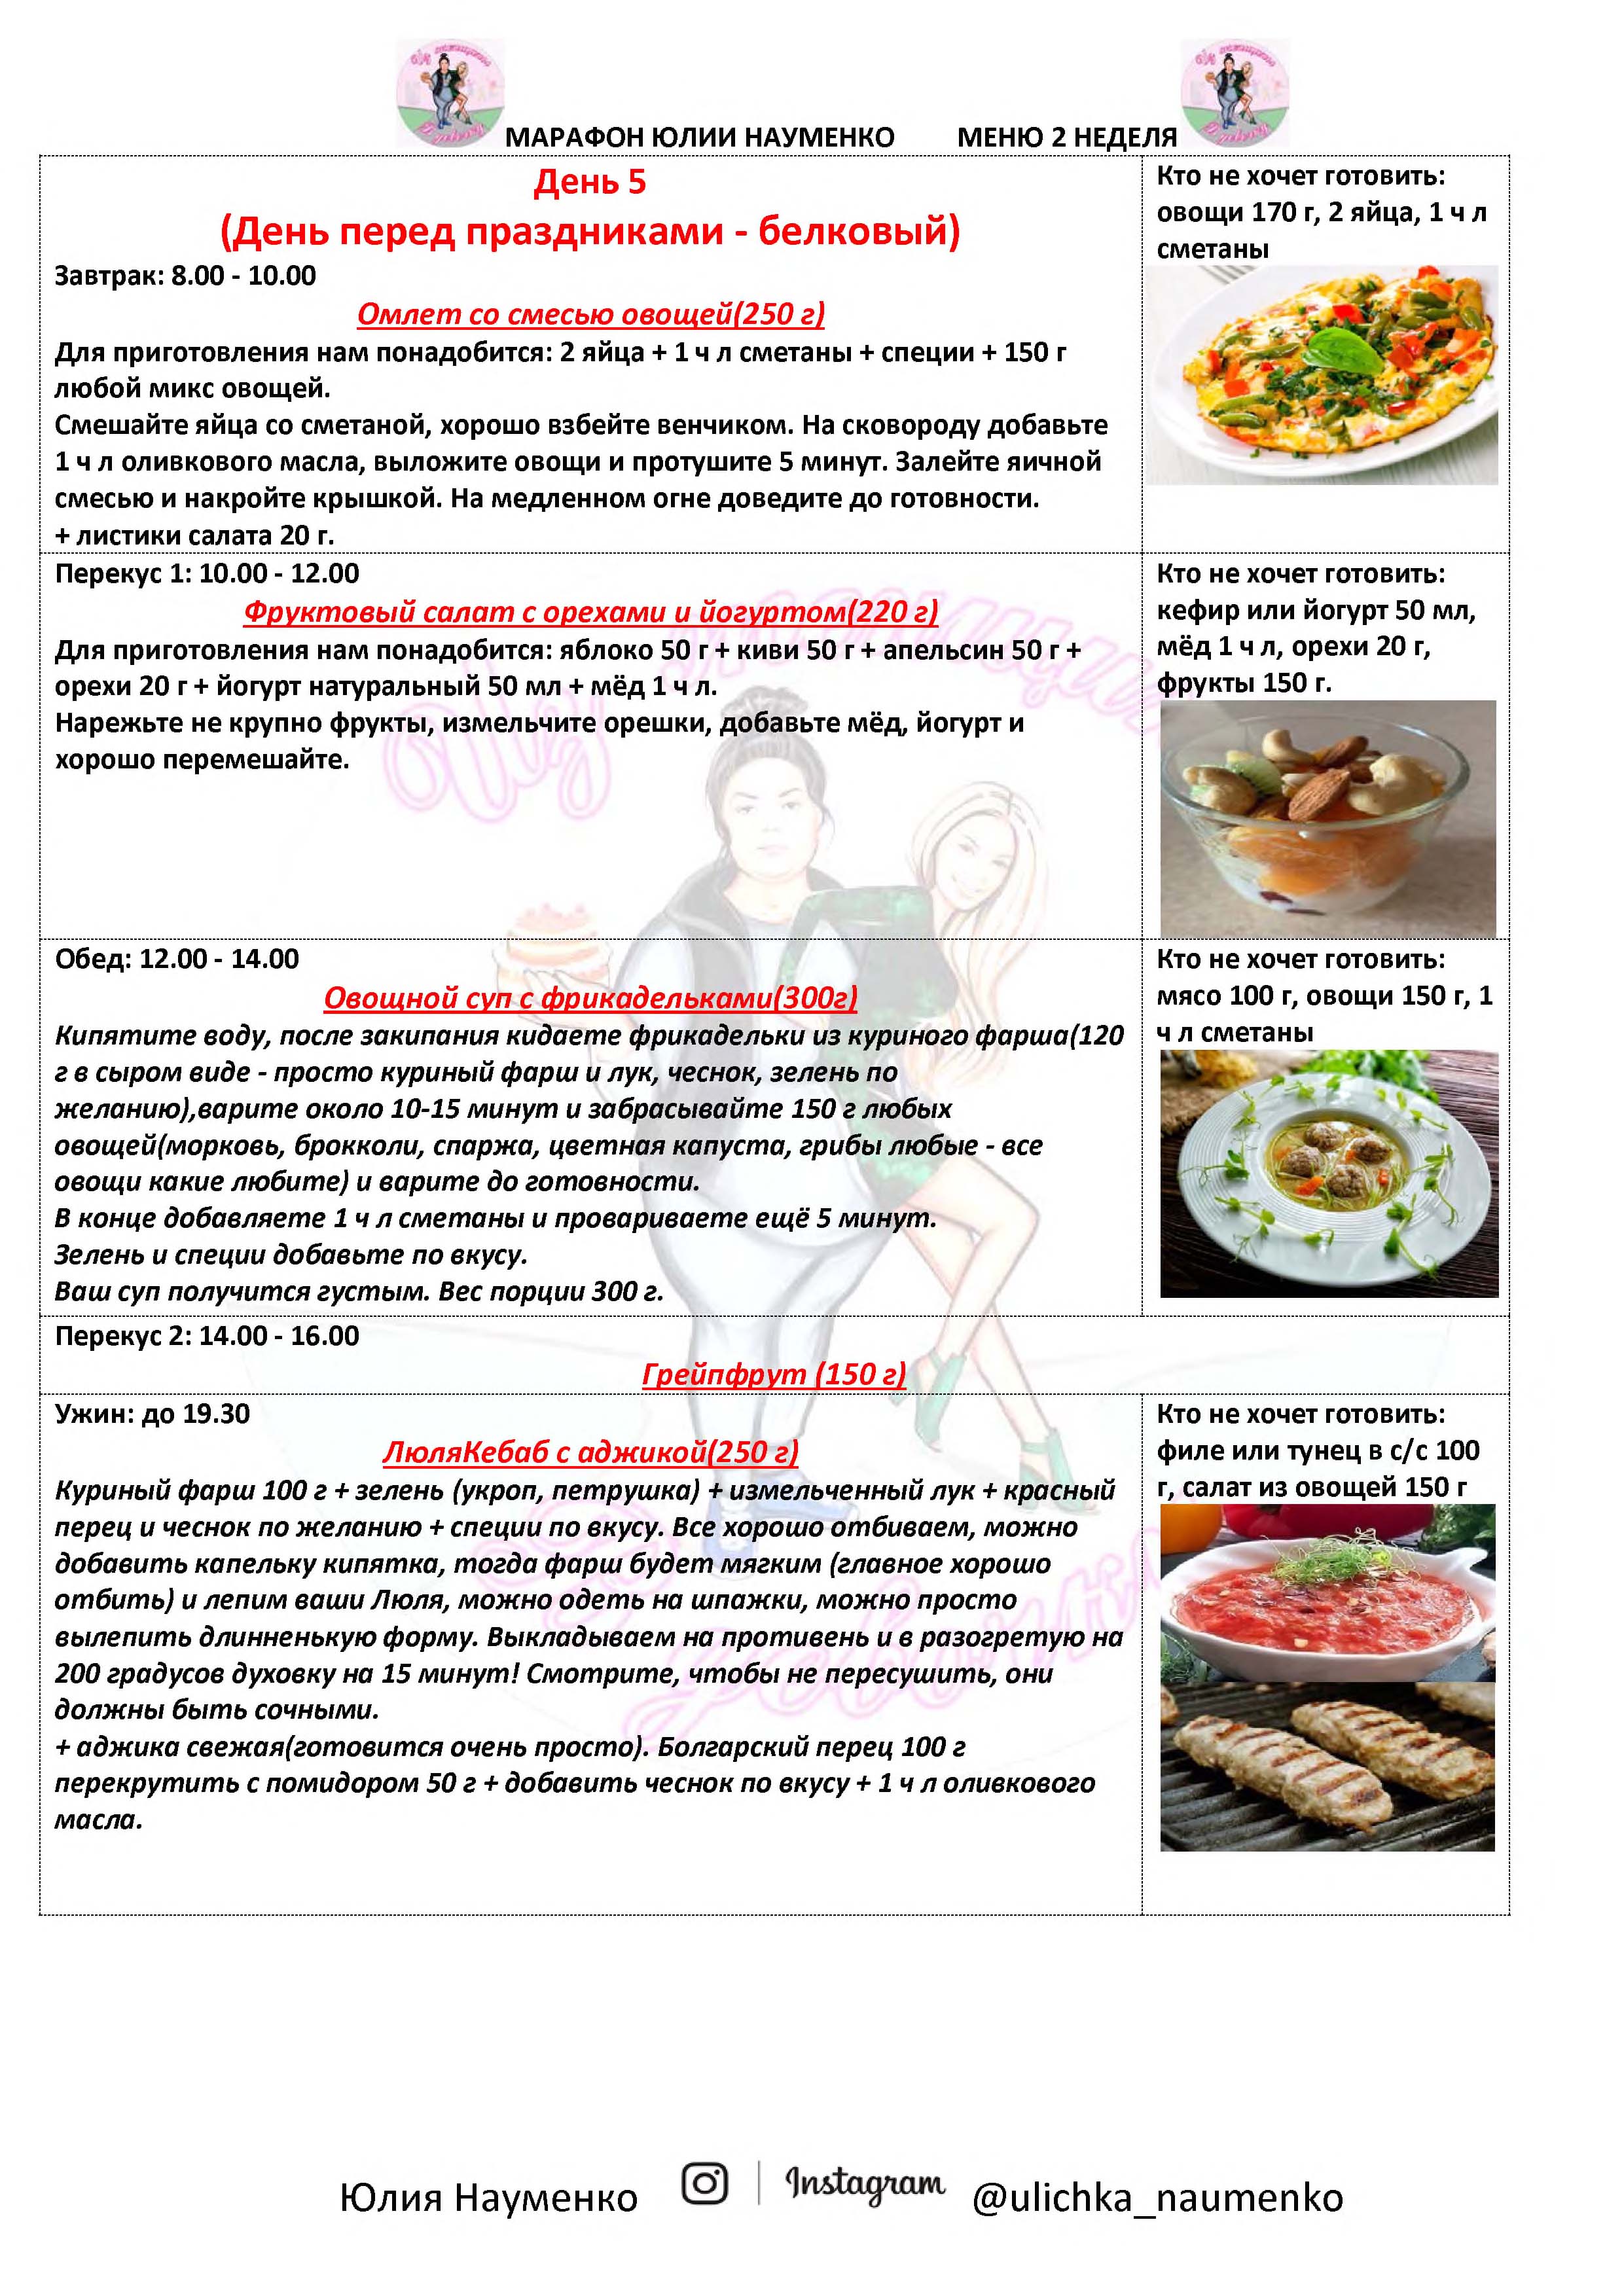 МАРАФОН ЮЛИИ НАУМЕНКО МЕНЮ 2 НЕДЕЛЯ
День 5
(День перед праздниками - белковый)
Завтрак: 8.00 - 10.00
Омлет со смесью овощей(250 г)
Для приготовления нам понадобится: 2 яйца + 1 ч л сметаны + специи + 150 г
любой микс овощей.
Смешайте яйца со сметаной, хорошо взбейте венчиком. На сковороду добавьте
1 ч л оливкового масла, выложите овощи и протушите 5 минут. Залейте яичной
смесью и накройте крышкой. На медленном огне доведите до готовности.
+ листики салата 20 г.
Кто не хочет готовить:
овощи 170 г, 2 яйца, 1 ч л
сметаны
Перекус 1: 10.00 - 12.00
Фруктовый салат с орехами и йогуртом(220 г)
Для приготовления нам понадобится: яблоко 50 г + киви 50 г + апельсин 50 г +
орехи 20 г + йогурт натуральный 50 мл + мёд 1 ч л.
Нарежьте не крупно фрукты, измельчите орешки, добавьте мёд, йогурт и
хорошо перемешайте.
Кто не хочет готовить:
кефир или йогурт 50 мл,
мёд 1 ч л, орехи 20 г,
фрукты 150 г.
Обед: 12.00 - 14.00
Овощной суп с фрикадельками(300г)
Кипятите воду, после закипания кидаете фрикадельки из куриного фарша(120
г в сыром виде - просто куриный фарш и лук, чеснок, зелень по
желанию),варите около 10-15 минут и забрасывайте 150 г любых
овощей(морковь, брокколи, спаржа, цветная капуста, грибы любые - все
овощи какие любите) и варите до готовности.
В конце добавляете 1 ч л сметаны и провариваете ещё 5 минут.
Зелень и специи добавьте по вкусу.
Ваш суп получится густым. Вес порции 300 г.
Кто не хочет готовить:
мясо 100 г, овощи 150 г, 1
ч л сметаны
Перекус 2: 14.00 - 16.00
Грейпфрут (150 г)
Ужин: до 19.30
ЛюляКебаб с аджикой(250 г)
Куриный фарш 100 г + зелень (укроп, петрушка) + измельченный лук + красный
перец и чеснок по желанию + специи по вкусу. Все хорошо отбиваем, можно
добавить капельку кипятка, тогда фарш будет мягким (главное хорошо
отбить) и лепим ваши Люля, можно одеть на шпажки, можно просто
вылепить длинненькую форму. Выкладываем на противень и в разогретую на
200 градусов духовку на 15 минут! Смотрите, чтобы не пересушить, они
должны быть сочными.
+ аджика свежая(готовится очень просто). Болгарский перец 100 г
перекрутить с помидором 50 г + добавить чеснок по вкусу + 1 ч л оливкового
масла.
Кто не хочет готовить:
филе или тунец в с/с 100
г, салат из овощей 150 г
Юлия Науменко Instagram @ulichka_naumenko